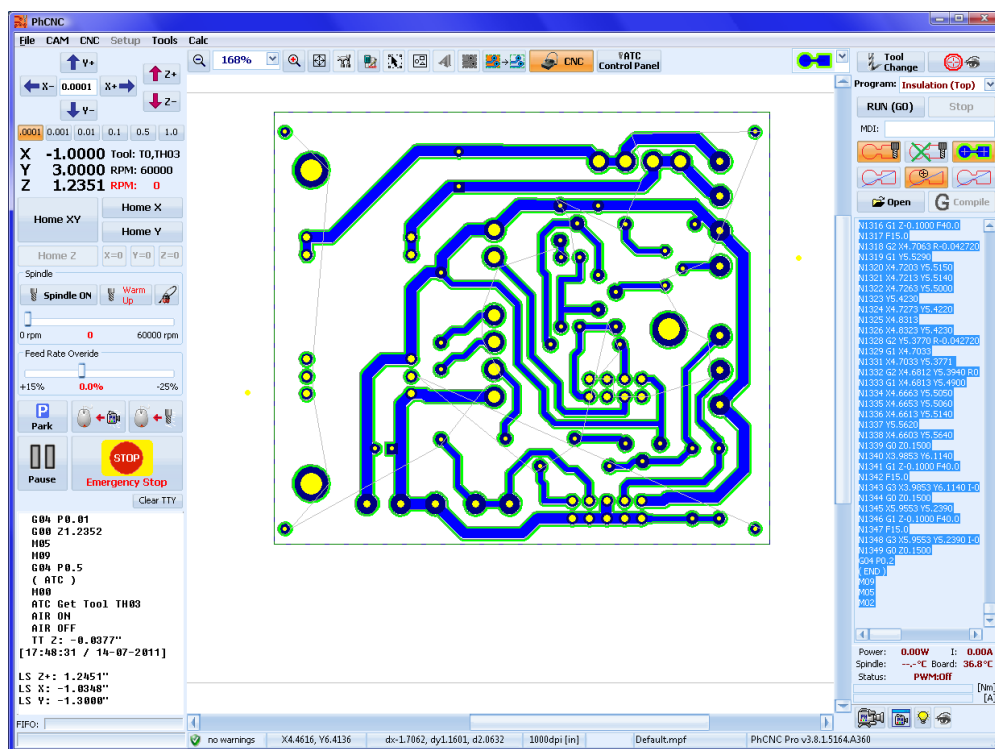 PhCNC
File CAM CNC Setup Tools Calc
Y+
X- 0.0001 X+
Z+
Y-
Z-
.0001 0.001 0.01 0.1 0.5 1.0
X -1.0000 Tool: T0,TH03
Y 3.0000 RPM: 60000
Z 1.2351 RPM: 0
Home XY
Home X
Home Y
Home Z X=0 Y=0 Z=0
Spindle
Spindle ON
Warm
Up
0 rpm 0 60000 rpm
Feed Rate Overide
+15% 0.0% -25%
Park
Pause
STOP
Emergency Stop
Clear TTY
G04 P0.01
G00 Z1.2352
M05
M09
G04 P0.5
( ATC )
M00
ATC Get Tool TH03
AIR ON
AIR OFF
TT Z: -0.0377"
[17:48:31 / 14-07-2011]
LS Z+: 1.2451"
LS X: -1.0348"
LS Y: -1.3000"
FIFO:
168%
CNC
ATC
Control Panel
Tool
Change
Program: Insulation (Top)
RUN (GO) Stop
MDI:
Open
G Compile
N1316 G1 Z-0.1000 F40.0
N1317 F15.0
N1318 G2 X4.7063 R-0.042720
N1319 G1 Y5.5290
N1320 X4.7203 Y5.5150
N1321 X4.7213 Y5.5140
N1322 X4.7263 Y5.5000
N1323 Y5.4230
N1324 X4.7273 Y5.4220
N1325 X4.8313
N1326 X4.8323 Y5.4230
N1328 G2 Y5.3770 R-0.042720
N1329 G1 X4.7033
N1331 X4.7033 Y5.3771
N1332 G2 X4.6812 Y5.3940 R0
N1333 G1 X4.6813 Y5.4900
N1334 X4.6663 Y5.5050
N1335 X4.6653 Y5.5060
N1336 X4.6613 Y5.5140
N1337 Y5.5620
N1338 X4.6603 Y5.5640
N1339 G0 Z0.1500
N1340 X3.9853 Y6.1140
N1341 G1 Z-0.1000 F40.0
N1342 F15.0
N1343 G3 X3.9853 Y6.1140 I-0
N1344 G0 Z0.1500
N1345 X5.9553 Y5.2390
N1346 G1 Z-0.1000 F40.0
N1347 F15.0
N1348 G3 X5.9553 Y5.2390 I-0
N1349 G0 Z0.1500
G04 P0.2
( END )
M09
M05
M02
Power: 0.00W I: 0.00A
Spindle: --.-°C Board: 36.8°C
Status: PWM:Off
[Nm]
[A]
no warnings X4.4616, Y6.4136 dx-1.7062, dy1.1601, d2.0632 1000dpi [in] Default.mpf PhCNC Pro v3.8.1.5164.A360